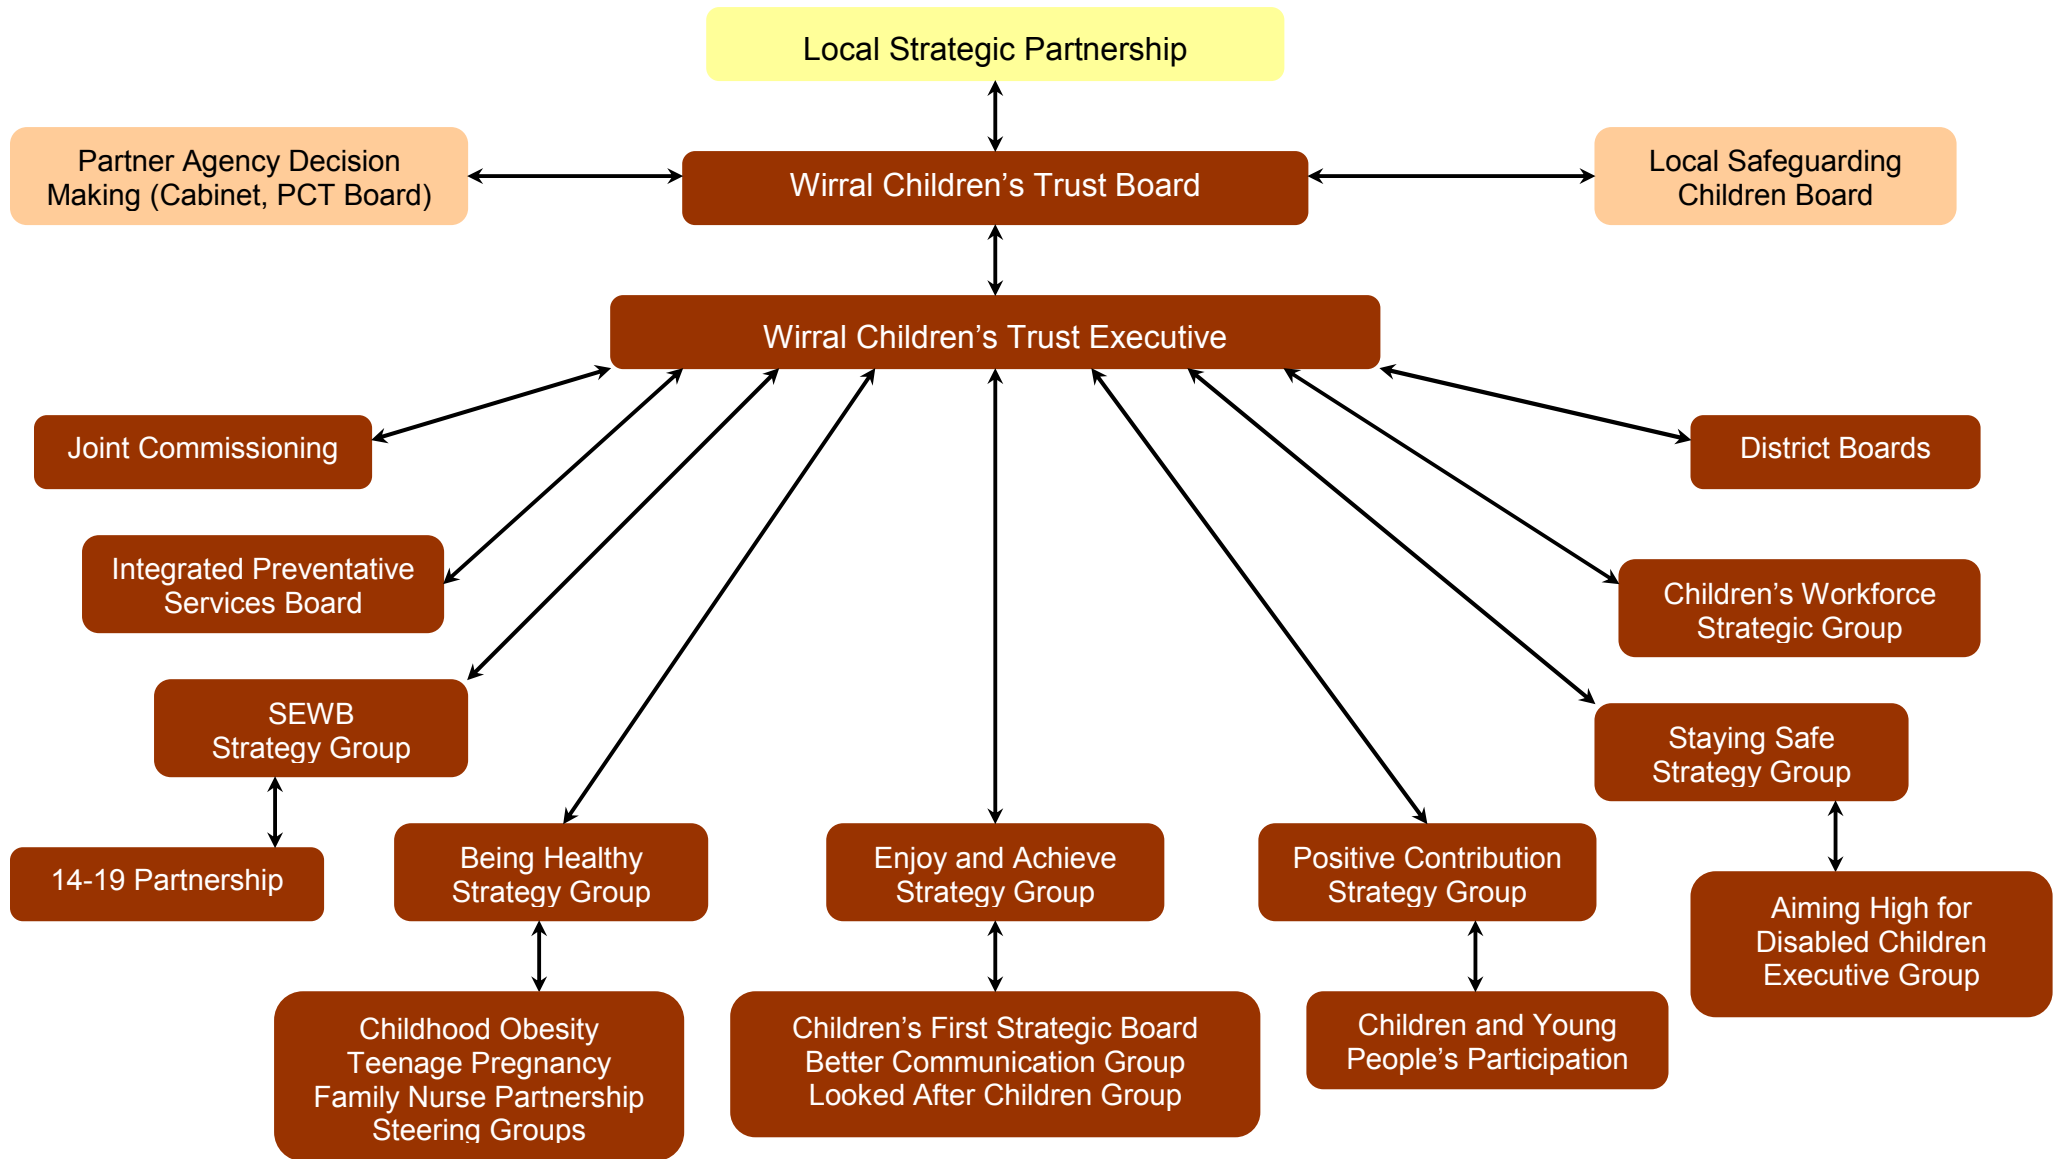 Local Strategic Partnership
Partner Agency Decision
Making (Cabinet, PCT Board)
Wirral Children’s Trust Board
Local Safeguarding
Children Board
Wirral Children’s Trust Executive
Joint Commissioning
District Boards
Integrated Preventative
Services Board
Children’s Workforce
Strategic Group
SEWB
Strategy Group
Staying Safe
Strategy Group
14-19 Partnership
Being Healthy
Strategy Group
Enjoy and Achieve
Strategy Group
Positive Contribution
Strategy Group
Aiming High for
Disabled Children
Executive Group
Childhood Obesity
Teenage Pregnancy
Family Nurse Partnership
Steering Groups
Children’s First Strategic Board
Better Communication Group
Looked After Children Group
Children and Young
People’s Participation